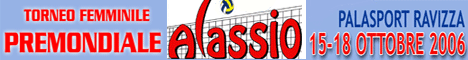 TORNEO FEMMINILE
PREMONDIALE
Alassio
PALASPORT RAVIZZA
15-18 OTTOBRE 2006